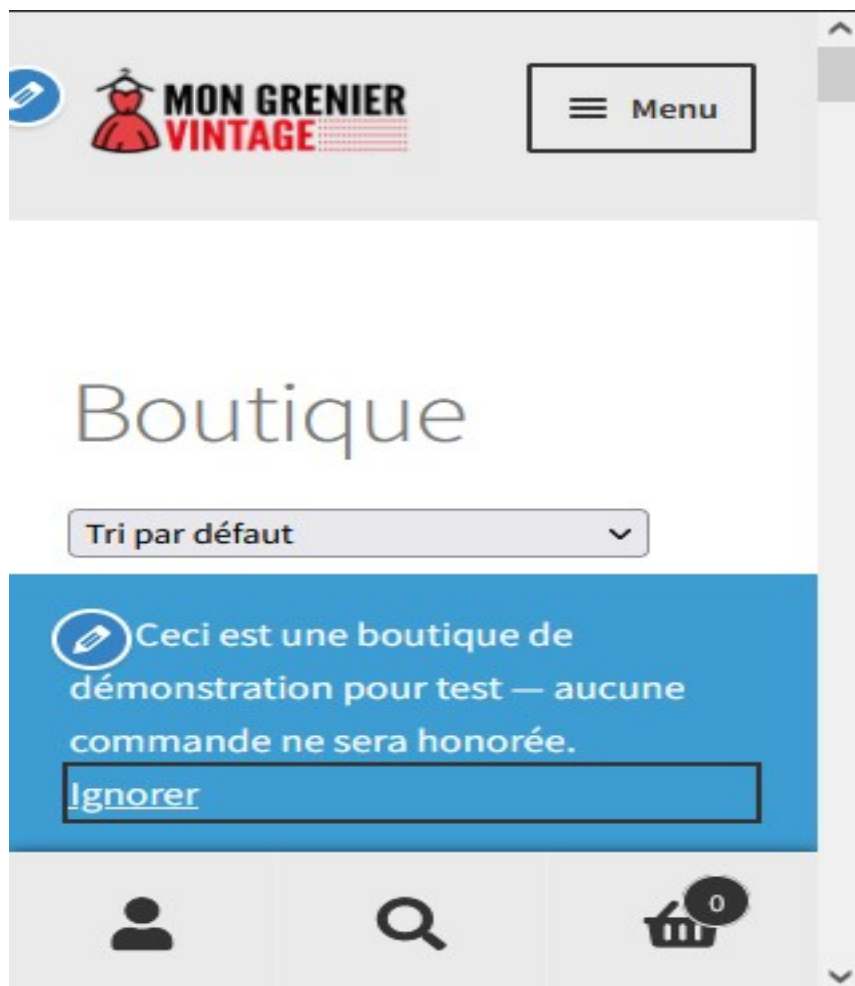 MON GRENIER
VINTAGE
Menu
Boutique
Tri par défaut
Ceci est une boutique de
démonstration pour test — aucune
commande ne sera honorée.
Ignorer
0